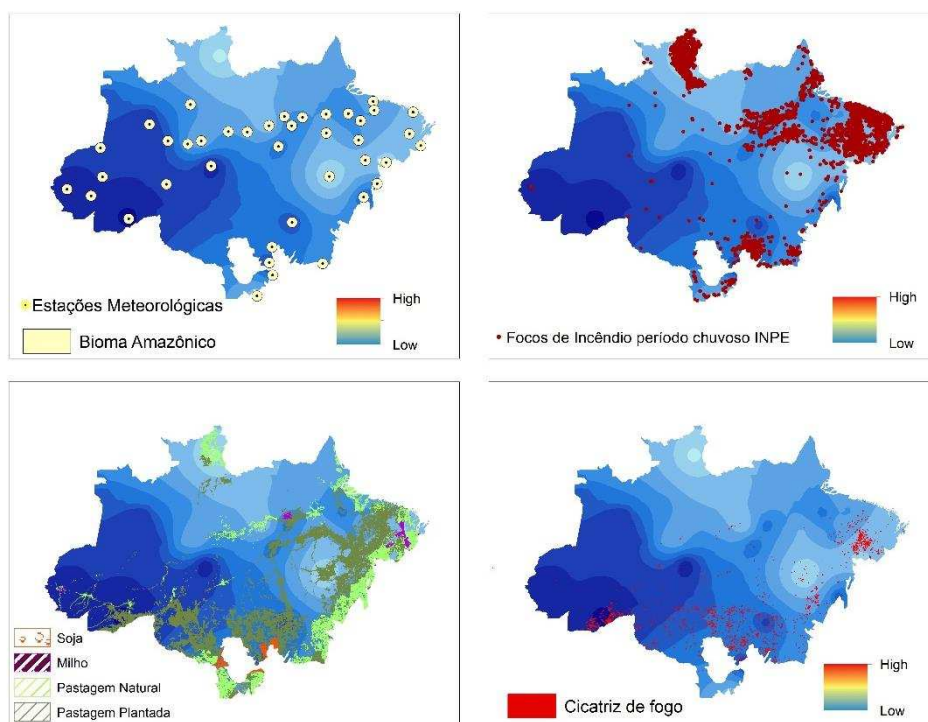 Estações Meteorológicas
Bioma Amazônico
High
Low
Focos de Incêndio período chuvoso INPE
High
Low
Soja
Milho
Pastagem Natural
Pastagem Plantada
Cicatriz de fogo
High
Low